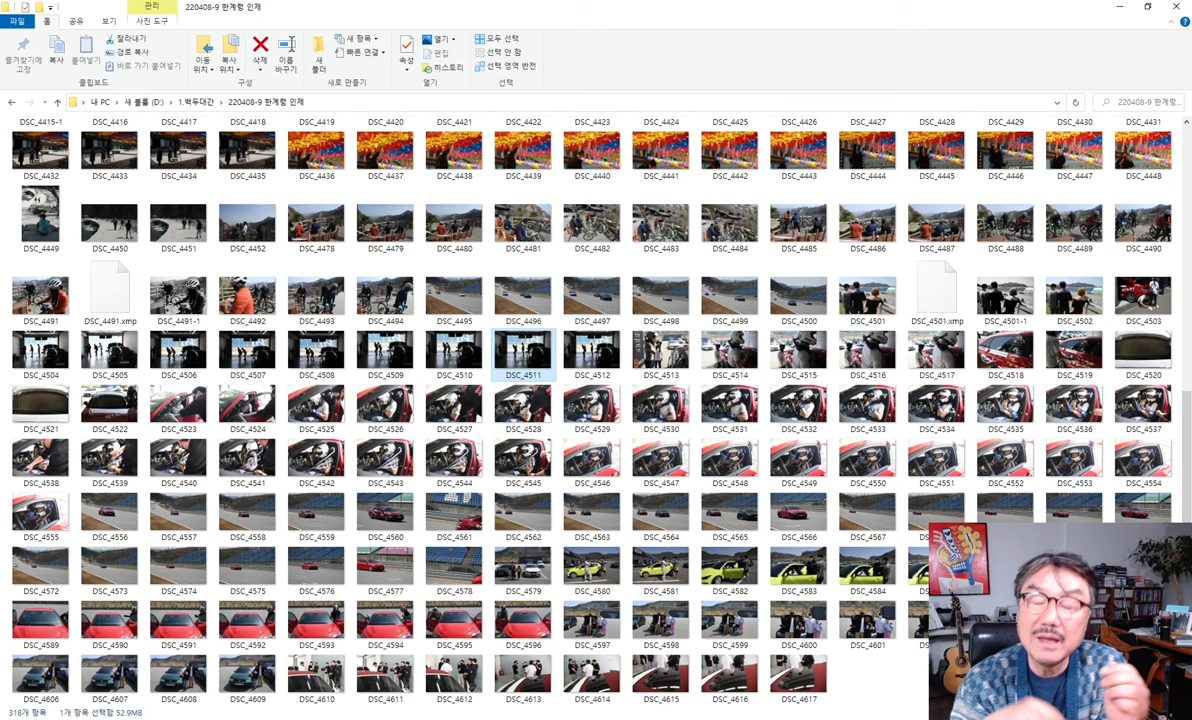 관리 220408-9 한계령 인제
파일 홈 공유 보기 사진 도구
즐겨찾기에 고정 복사 붙여넣기 잘라내기 경로 복사 바로 가기 붙여넣기 이동 위치 복사 위치 삭제 이름 바꾸기 새 폴더 새 항목 빠른 연결 속성 열기 편집 히스토리 모두 선택 선택 안 함 선택 영역 반전
클립보드 구성 새로 만들기 열기 선택
내 PC > 새 볼륨 (D:) > 1.백두대간 > 220408-9 한계령 인제 220408-9 한계령...
DSC_4415-1 DSC_4416 DSC_4417 DSC_4418 DSC_4419 DSC_4420 DSC_4421 DSC_4422 DSC_4423 DSC_4424 DSC_4425 DSC_4426 DSC_4427 DSC_4428 DSC_4429 DSC_4430 DSC_4431
DSC_4432 DSC_4433 DSC_4434 DSC_4435 DSC_4436 DSC_4437 DSC_4438 DSC_4439 DSC_4440 DSC_4441 DSC_4442 DSC_4443 DSC_4444 DSC_4445 DSC_4446 DSC_4447 DSC_4448
DSC_4449 DSC_4450 DSC_4451 DSC_4452 DSC_4478 DSC_4479 DSC_4480 DSC_4481 DSC_4482 DSC_4483 DSC_4484 DSC_4485 DSC_4486 DSC_4487 DSC_4488 DSC_4489 DSC_4490
DSC_4491 DSC_4491.xmp DSC_4491-1 DSC_4492 DSC_4493 DSC_4494 DSC_4495 DSC_4496 DSC_4497 DSC_4498 DSC_4499 DSC_4500 DSC_4501 DSC_4501.xmp DSC_4501-1 DSC_4502 DSC_4503
DSC_4504 DSC_4505 DSC_4506 DSC_4507 DSC_4508 DSC_4509 DSC_4510 DSC_4511 DSC_4512 DSC_4513 DSC_4514 DSC_4515 DSC_4516 DSC_4517 DSC_4518 DSC_4519 DSC_4520
DSC_4521 DSC_4522 DSC_4523 DSC_4524 DSC_4525 DSC_4526 DSC_4527 DSC_4528 DSC_4529 DSC_4530 DSC_4531 DSC_4532 DSC_4533 DSC_4534 DSC_4535 DSC_4536 DSC_4537
DSC_4538 DSC_4539 DSC_4540 DSC_4541 DSC_4542 DSC_4543 DSC_4544 DSC_4545 DSC_4546 DSC_4547 DSC_4548 DSC_4549 DSC_4550 DSC_4551 DSC_4552 DSC_4553 DSC_4554
DSC_4555 DSC_4556 DSC_4557 DSC_4558 DSC_4559 DSC_4560 DSC_4561 DSC_4562 DSC_4563 DSC_4564 DSC_4565 DSC_4566 DSC_4567
DSC_4572 DSC_4573 DSC_4574 DSC_4575 DSC_4576 DSC_4577 DSC_4578 DSC_4579 DSC_4580 DSC_4581 DSC_4582 DSC_4583 DSC_4584
DSC_4589 DSC_4590 DSC_4591 DSC_4592 DSC_4593 DSC_4594 DSC_4595 DSC_4596 DSC_4597 DSC_4598 DSC_4599 DSC_4600 DSC_4601
DSC_4606 DSC_4607 DSC_4608 DSC_4609 DSC_4610 DSC_4611 DSC_4612 DSC_4613 DSC_4614 DSC_4615 DSC_4616 DSC_4617
318개 항목 1개 항목 선택함 52.9MB